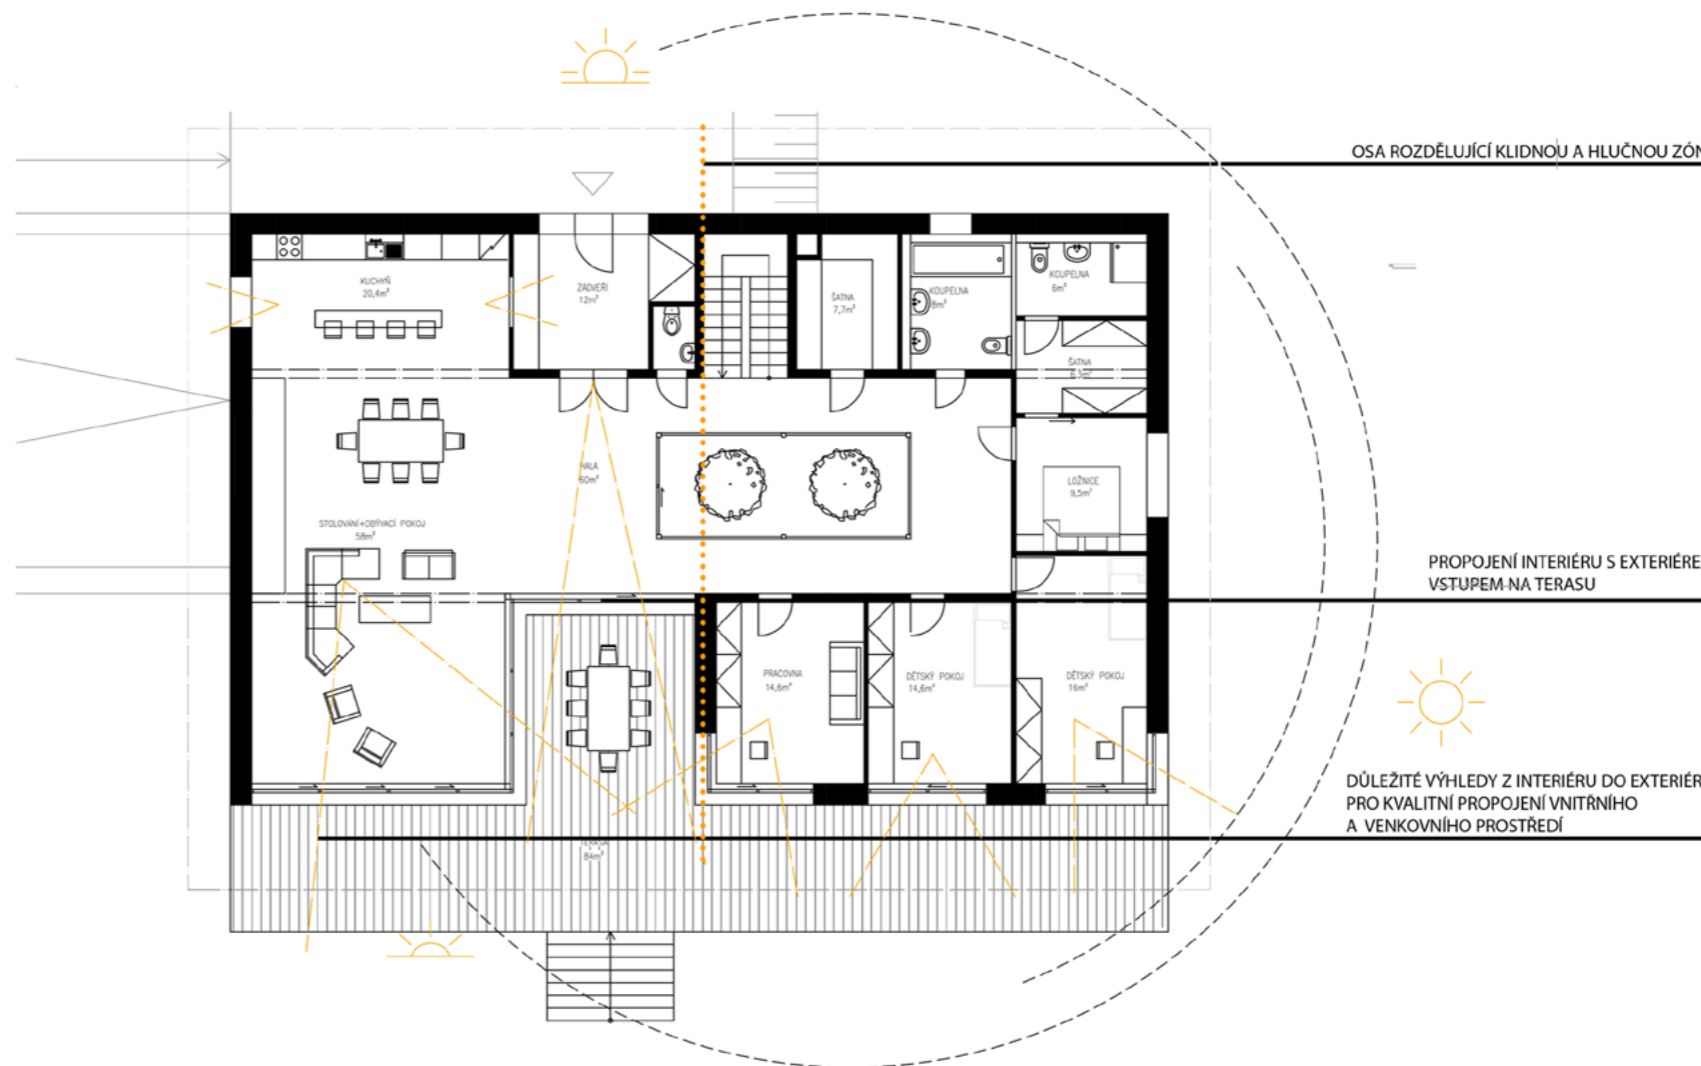 OSA ROZDĚLUJÍCÍ KLIDNOU A HLUČNOU ZÓN
KUCHYŇ
20,4m²
ZÁDVEŘÍ
12m²
ŠATNA
7,7m²
KOUPELNA
8m²
KOUPELNA
6m²
ŠATNA
HALA
60m²
LOŽNICE
9,5m²
STOLOVÁNÍ+OBÝVACÍ POKOJ
58m²
PROPOJENÍ INTERIÉRU S EXTERIÉRE
VSTUPEM NA TERASU
PRACOVNA
14,6m²
DĚTSKÝ POKOJ
14,6m²
DĚTSKÝ POKOJ
16m²
DŮLEŽITÉ VÝHLEDY Z INTERIÉRU DO EXTERIÉR
PRO KVALITNÍ PROPOJENÍ VNITŘNÍHO
A VENKOVNÍHO PROSTŘEDÍ
TERASA
84m²